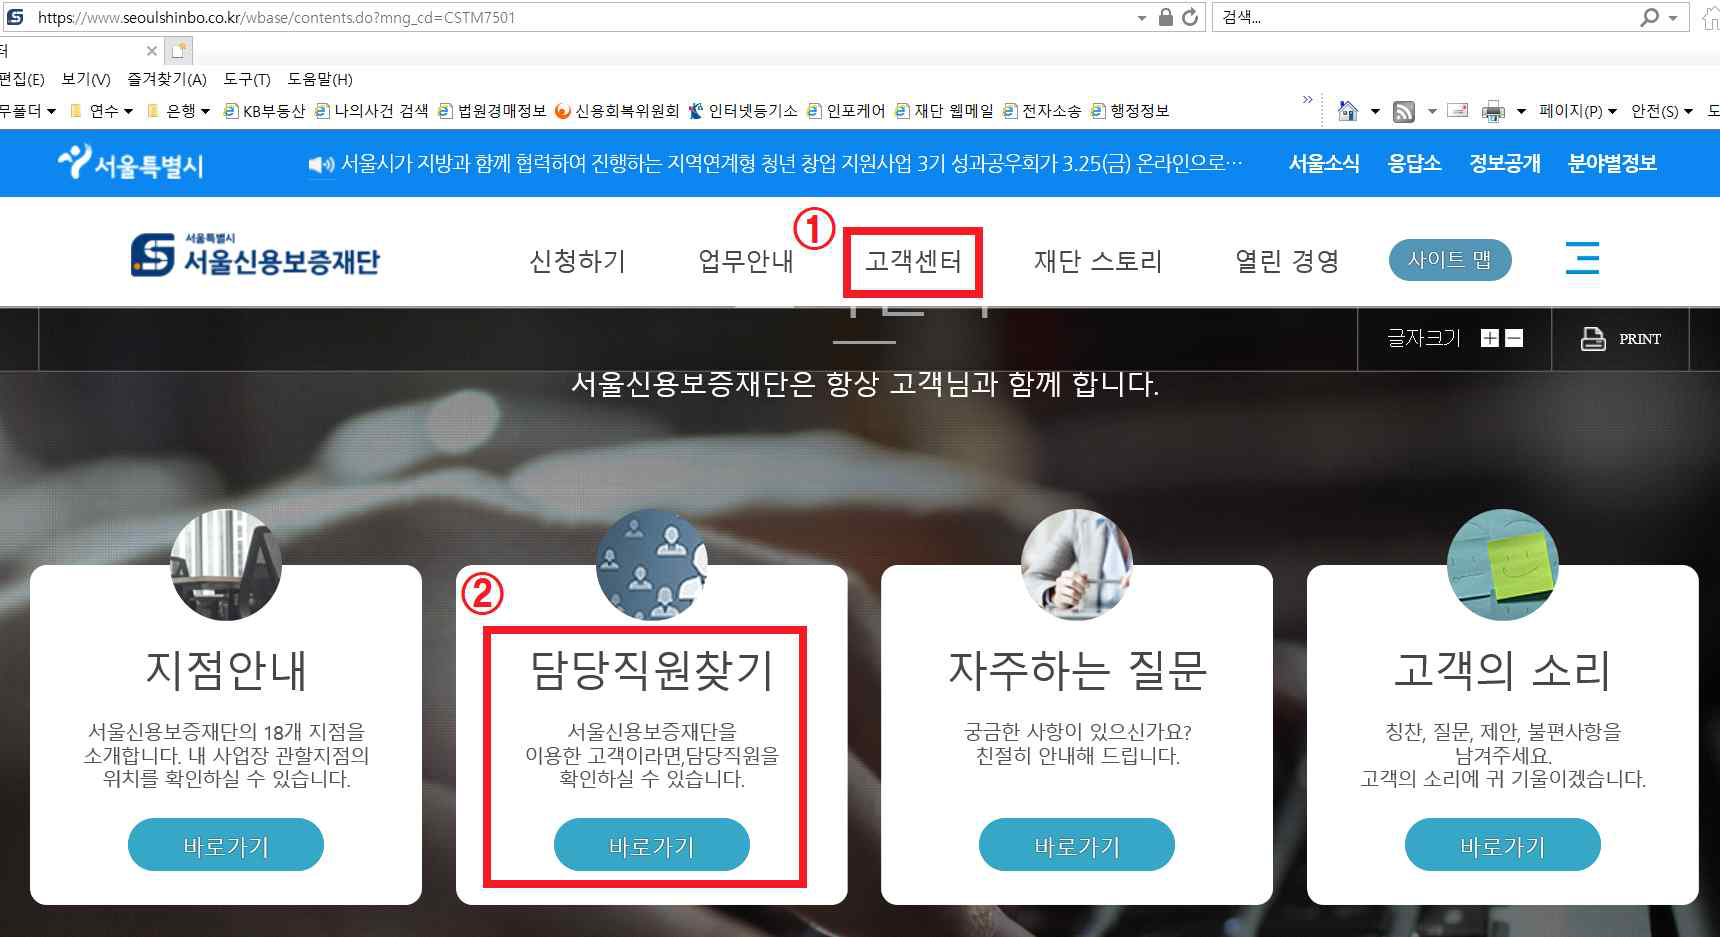 https://www.seoulshinbo.co.kr/wbase/contents.do?mng_cd=CSTM7501
검색...
터
편집(E) 보기(V) 즐겨찾기(A) 도구(T) 도움말(H)
무폴더 연수 은행 KB부동산 나의사건 검색 법원경매정보 신용회복위원회 인터넷등기소 인포케어 재단 웹메일 전자소송 행정정보 » 페이지(P) 안전(S) 도
서울특별시 서울시가 지방과 함께 협력하여 진행하는 지역연계형 청년 창업 지원사업 3기 성과공우회가 3.25(금) 온라인으로… 서울소식 응답소 정보공개 분야별정보
①
서울특별시
서울신용보증재단 신청하기 업무안내 고객센터 재단 스토리 열린 경영 사이트 맵
글자크기 + − PRINT
서울신용보증재단은 항상 고객님과 함께 합니다.
지점안내
서울신용보증재단의 18개 지점을
소개합니다. 내 사업장 관할지점의
위치를 확인하실 수 있습니다.
바로가기
②
담당직원찾기
서울신용보증재단을
이용한 고객이라면,담당직원을
확인하실 수 있습니다.
바로가기
자주하는 질문
궁금한 사항이 있으신가요?
친절히 안내해 드립니다.
바로가기
고객의 소리
칭찬, 질문, 제안, 불편사항을
남겨주세요.
고객의 소리에 귀 기울이겠습니다.
바로가기